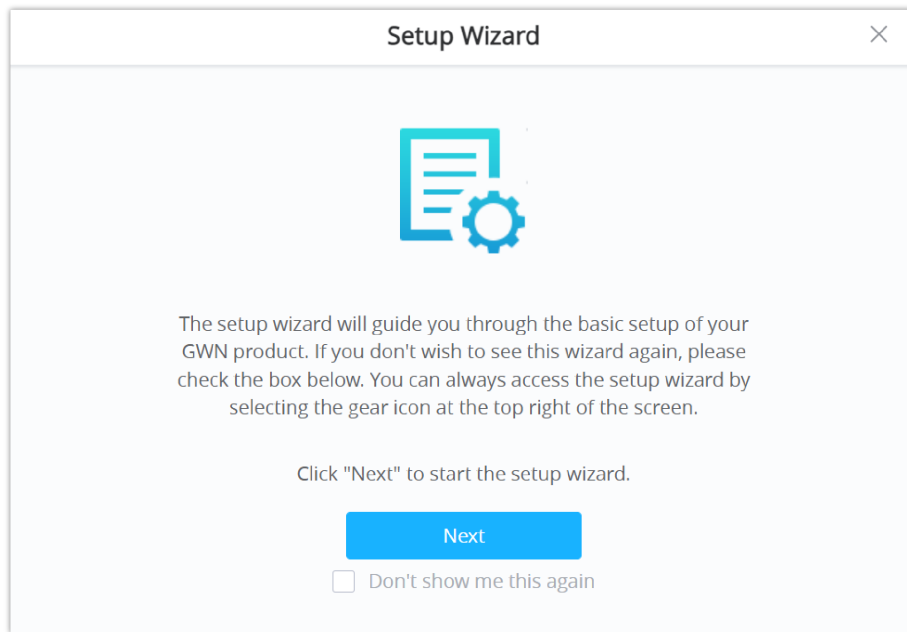 Setup Wizard
The setup wizard will guide you through the basic setup of your
GWN product. If you don't wish to see this wizard again, please
check the box below. You can always access the setup wizard by
selecting the gear icon at the top right of the screen.
Click "Next" to start the setup wizard.
Next
Don't show me this again